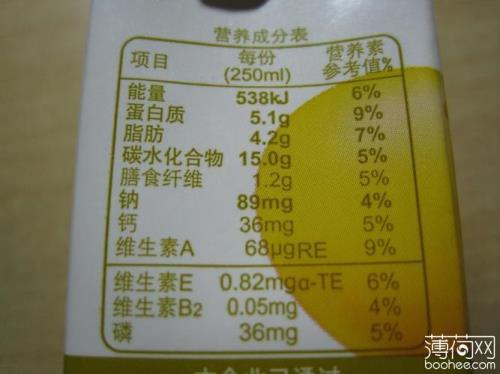 营养成分表
项目 每份 (250ml) 营养素参考值%
能量 538kJ 6%
蛋白质 5.1g 9%
脂肪 4.2g 7%
碳水化合物 15.0g 5%
膳食纤维 1.2g 5%
钠 89mg 4%
钙 36mg 5%
维生素A 68μgRE 9%
维生素E 0.82mgα-TE 6%
维生素B2 0.05mg 4%
磷 36mg 5%
薄荷网
boohee.com